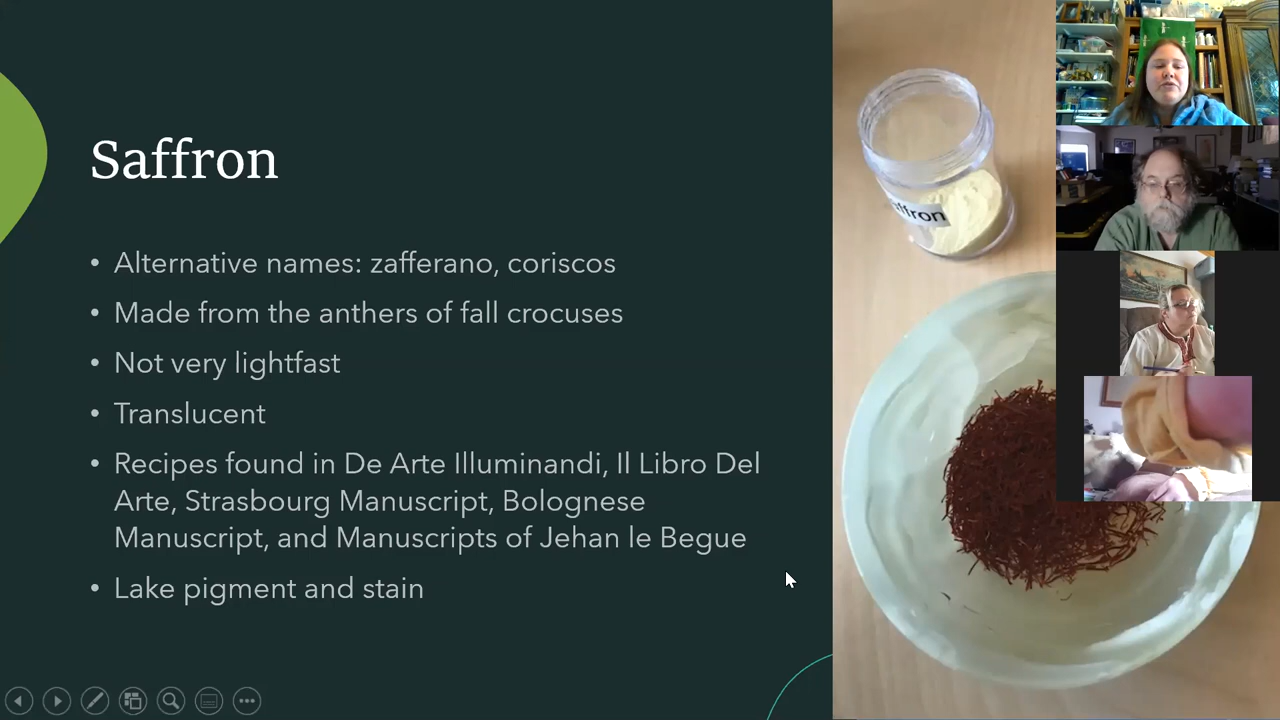 Saffron
• Alternative names: zafferano, coriscos
• Made from the anthers of fall crocuses
• Not very lightfast
• Translucent
• Recipes found in De Arte Illuminandi, Il Libro Del
Arte, Strasbourg Manuscript, Bolognese
Manuscript, and Manuscripts of Jehan le Begue
• Lake pigment and stain
affron